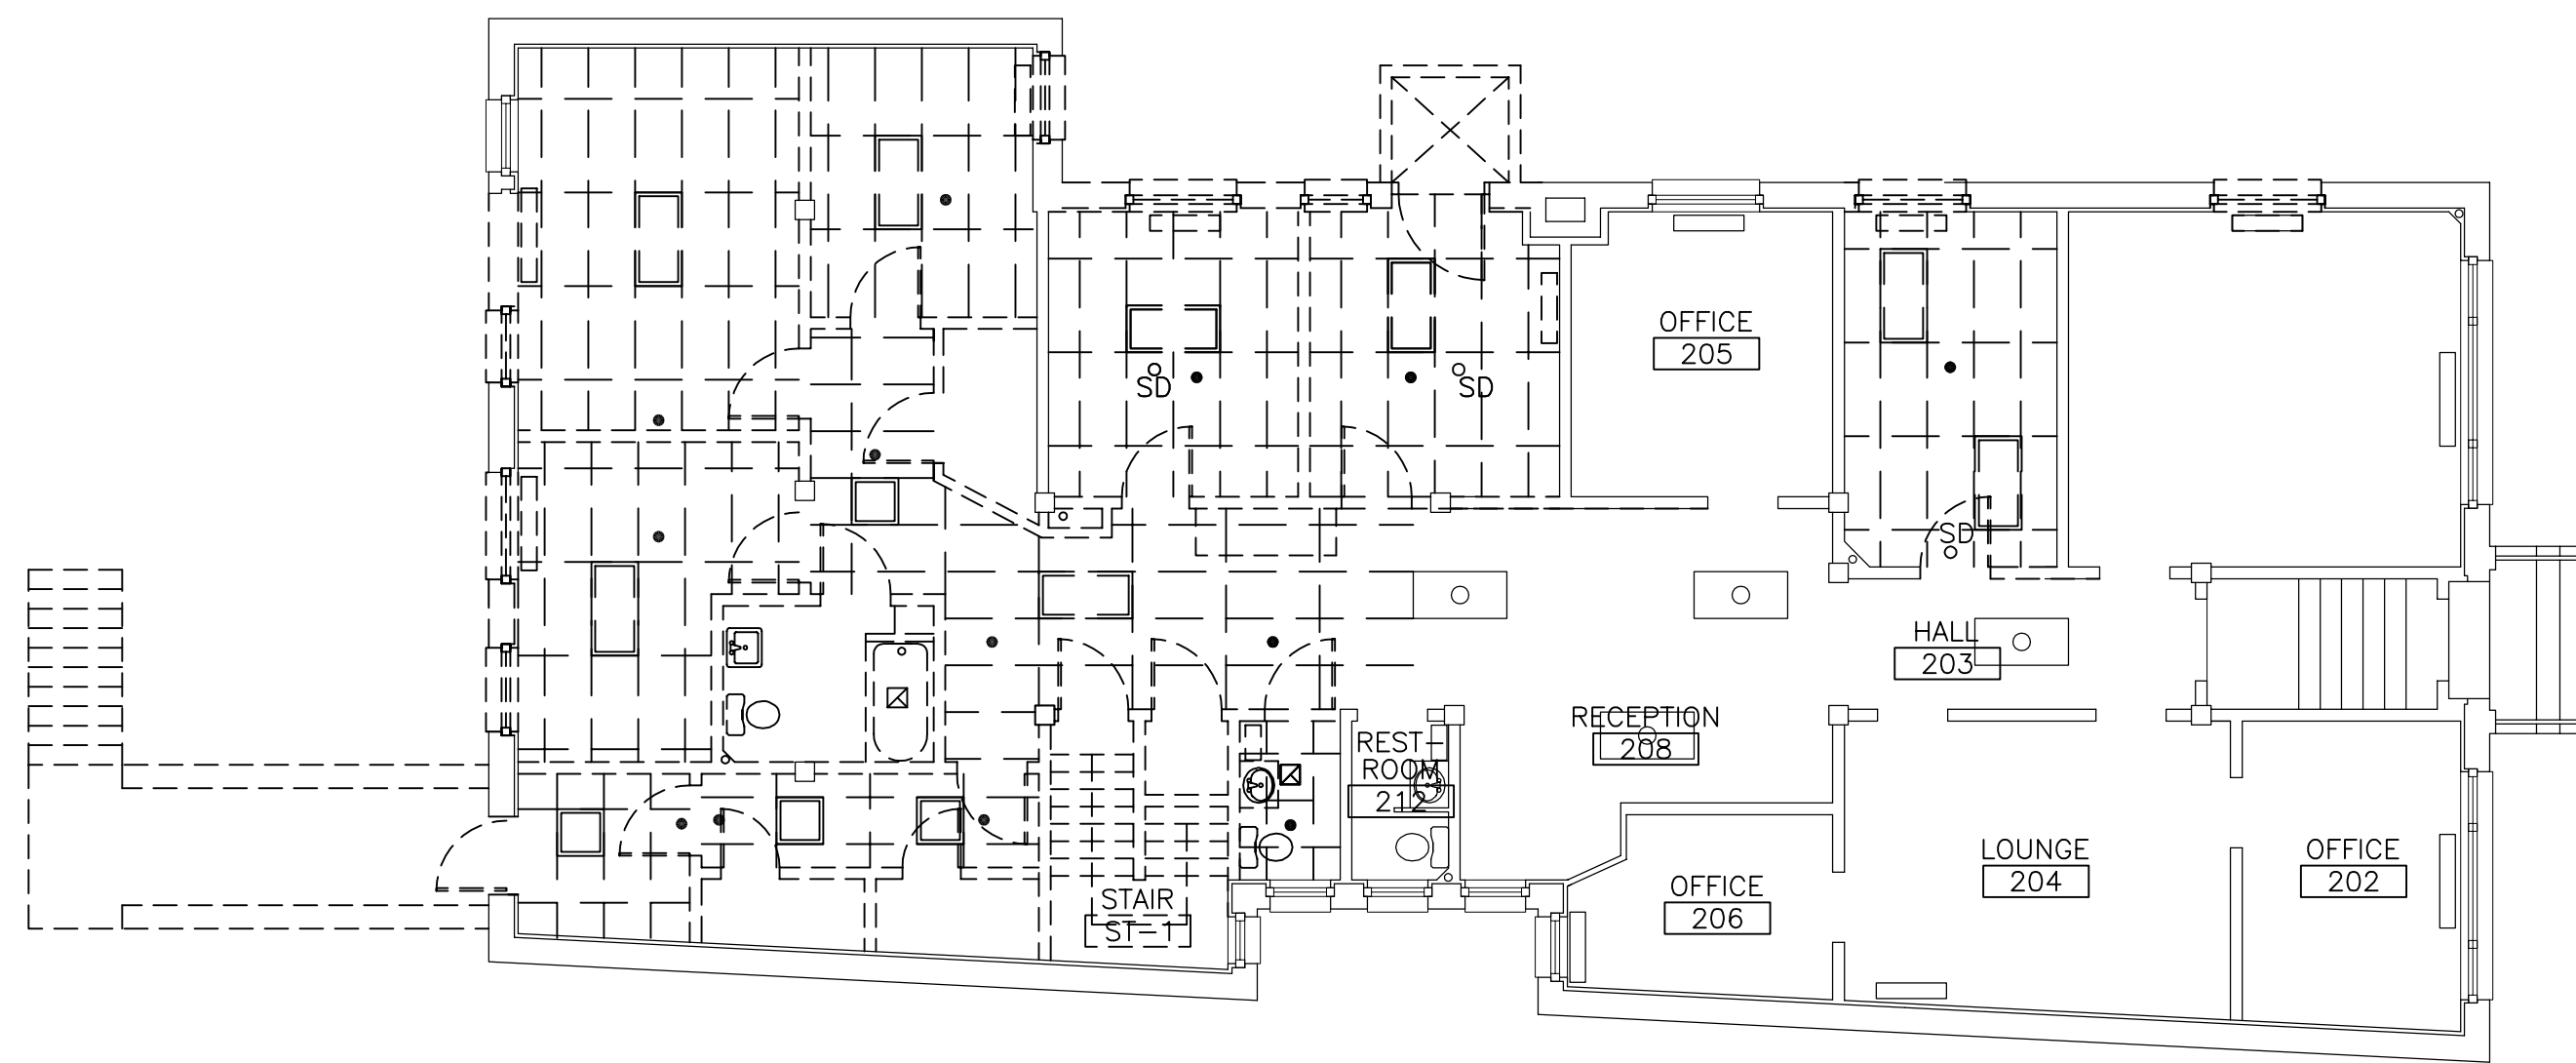 OFFICE
205
SD
SD
SD
HALL
203
RECEPTION
208
REST-
ROOM
212
LOUNGE
204
OFFICE
202
OFFICE
206
STAIR
ST-1